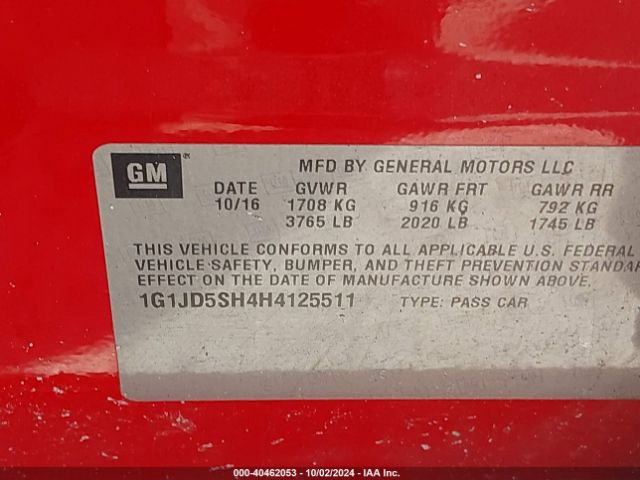 GM ®
MFD BY GENERAL MOTORS LLC
DATE GVWR GAWR FRT GAWR RR
10/16 1708 KG 916 KG 792 KG
3765 LB 2020 LB 1745 LB
THIS VEHICLE CONFORMS TO ALL APPLICABLE U.S. FEDERAL
VEHICLE SAFETY, BUMPER, AND THEFT PREVENTION STANDAR
EFFECT ON THE DATE OF MANUFACTURE SHOWN ABOVE.
1G1JD5SH4H4125511 TYPE: PASS CAR
000-40462053 - 10/02/2024 - IAA Inc.